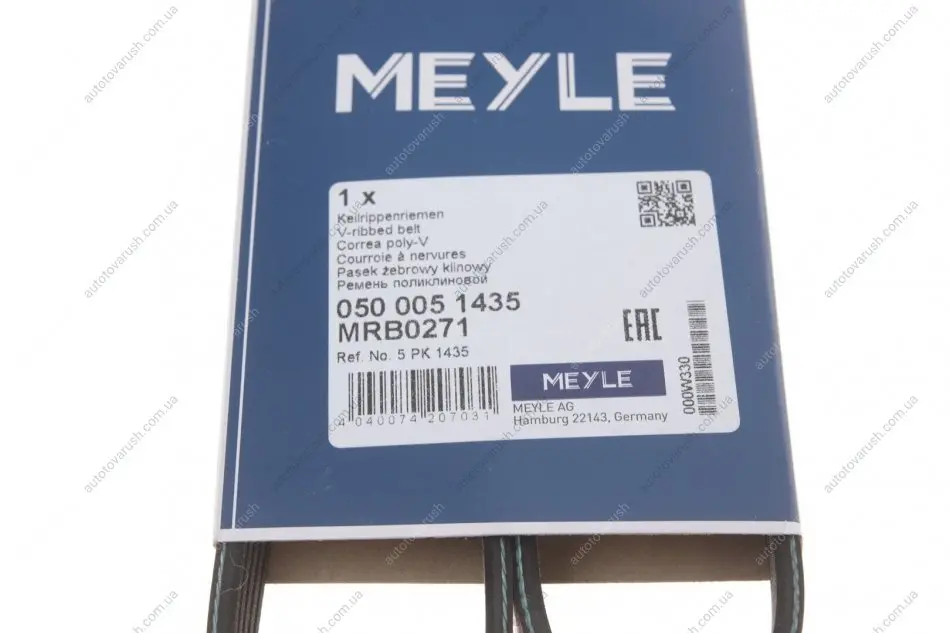 MEYLE
1 x
Keilrippenriemen
V-ribbed belt
Correa poly-V
Courroie à nervures
Pasek żebrowy klinowy
Ремень поликлиновой
050 005 1435
MRB0271
Ref. No. 5 PK 1435
EAC
4 040074 207031
MEYLE
MEYLE AG
Hamburg 22143, Germany
000W330
autotovarush.com.ua